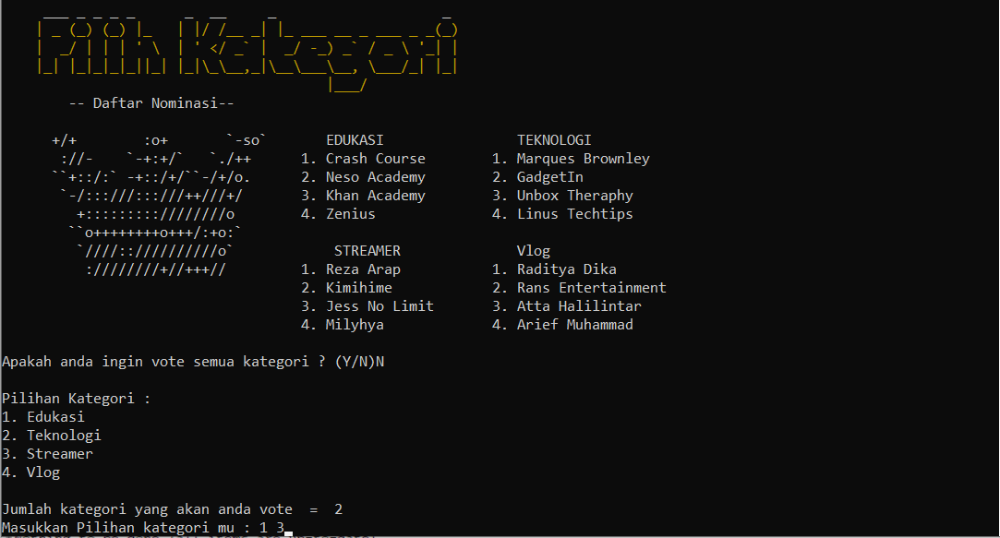 Pilih Kategori
-- Daftar Nominasi--
EDUKASI
1. Crash Course
2. Neso Academy
3. Khan Academy
4. Zenius
TEKNOLOGI
1. Marques Brownley
2. GadgetIn
3. Unbox Theraphy
4. Linus Techtips
STREAMER
1. Reza Arap
2. Kimihime
3. Jess No Limit
4. Milyhya
Vlog
1. Raditya Dika
2. Rans Entertainment
3. Atta Halilintar
4. Arief Muhammad
Apakah anda ingin vote semua kategori ? (Y/N)N
Pilihan Kategori :
1. Edukasi
2. Teknologi
3. Streamer
4. Vlog
Jumlah kategori yang akan anda vote  =  2
Masukkan Pilihan kategori mu : 1 3